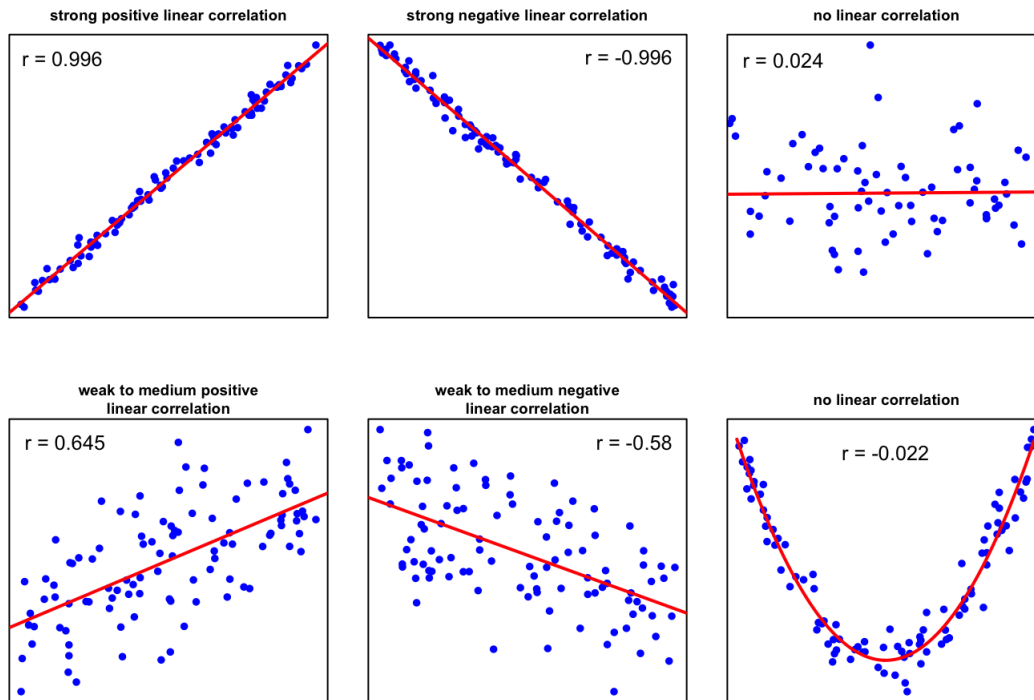 strong positive linear correlation
r = 0.996
strong negative linear correlation
r = -0.996
no linear correlation
r = 0.024
weak to medium positive
linear correlation
r = 0.645
weak to medium negative
linear correlation
r = -0.58
no linear correlation
r = -0.022